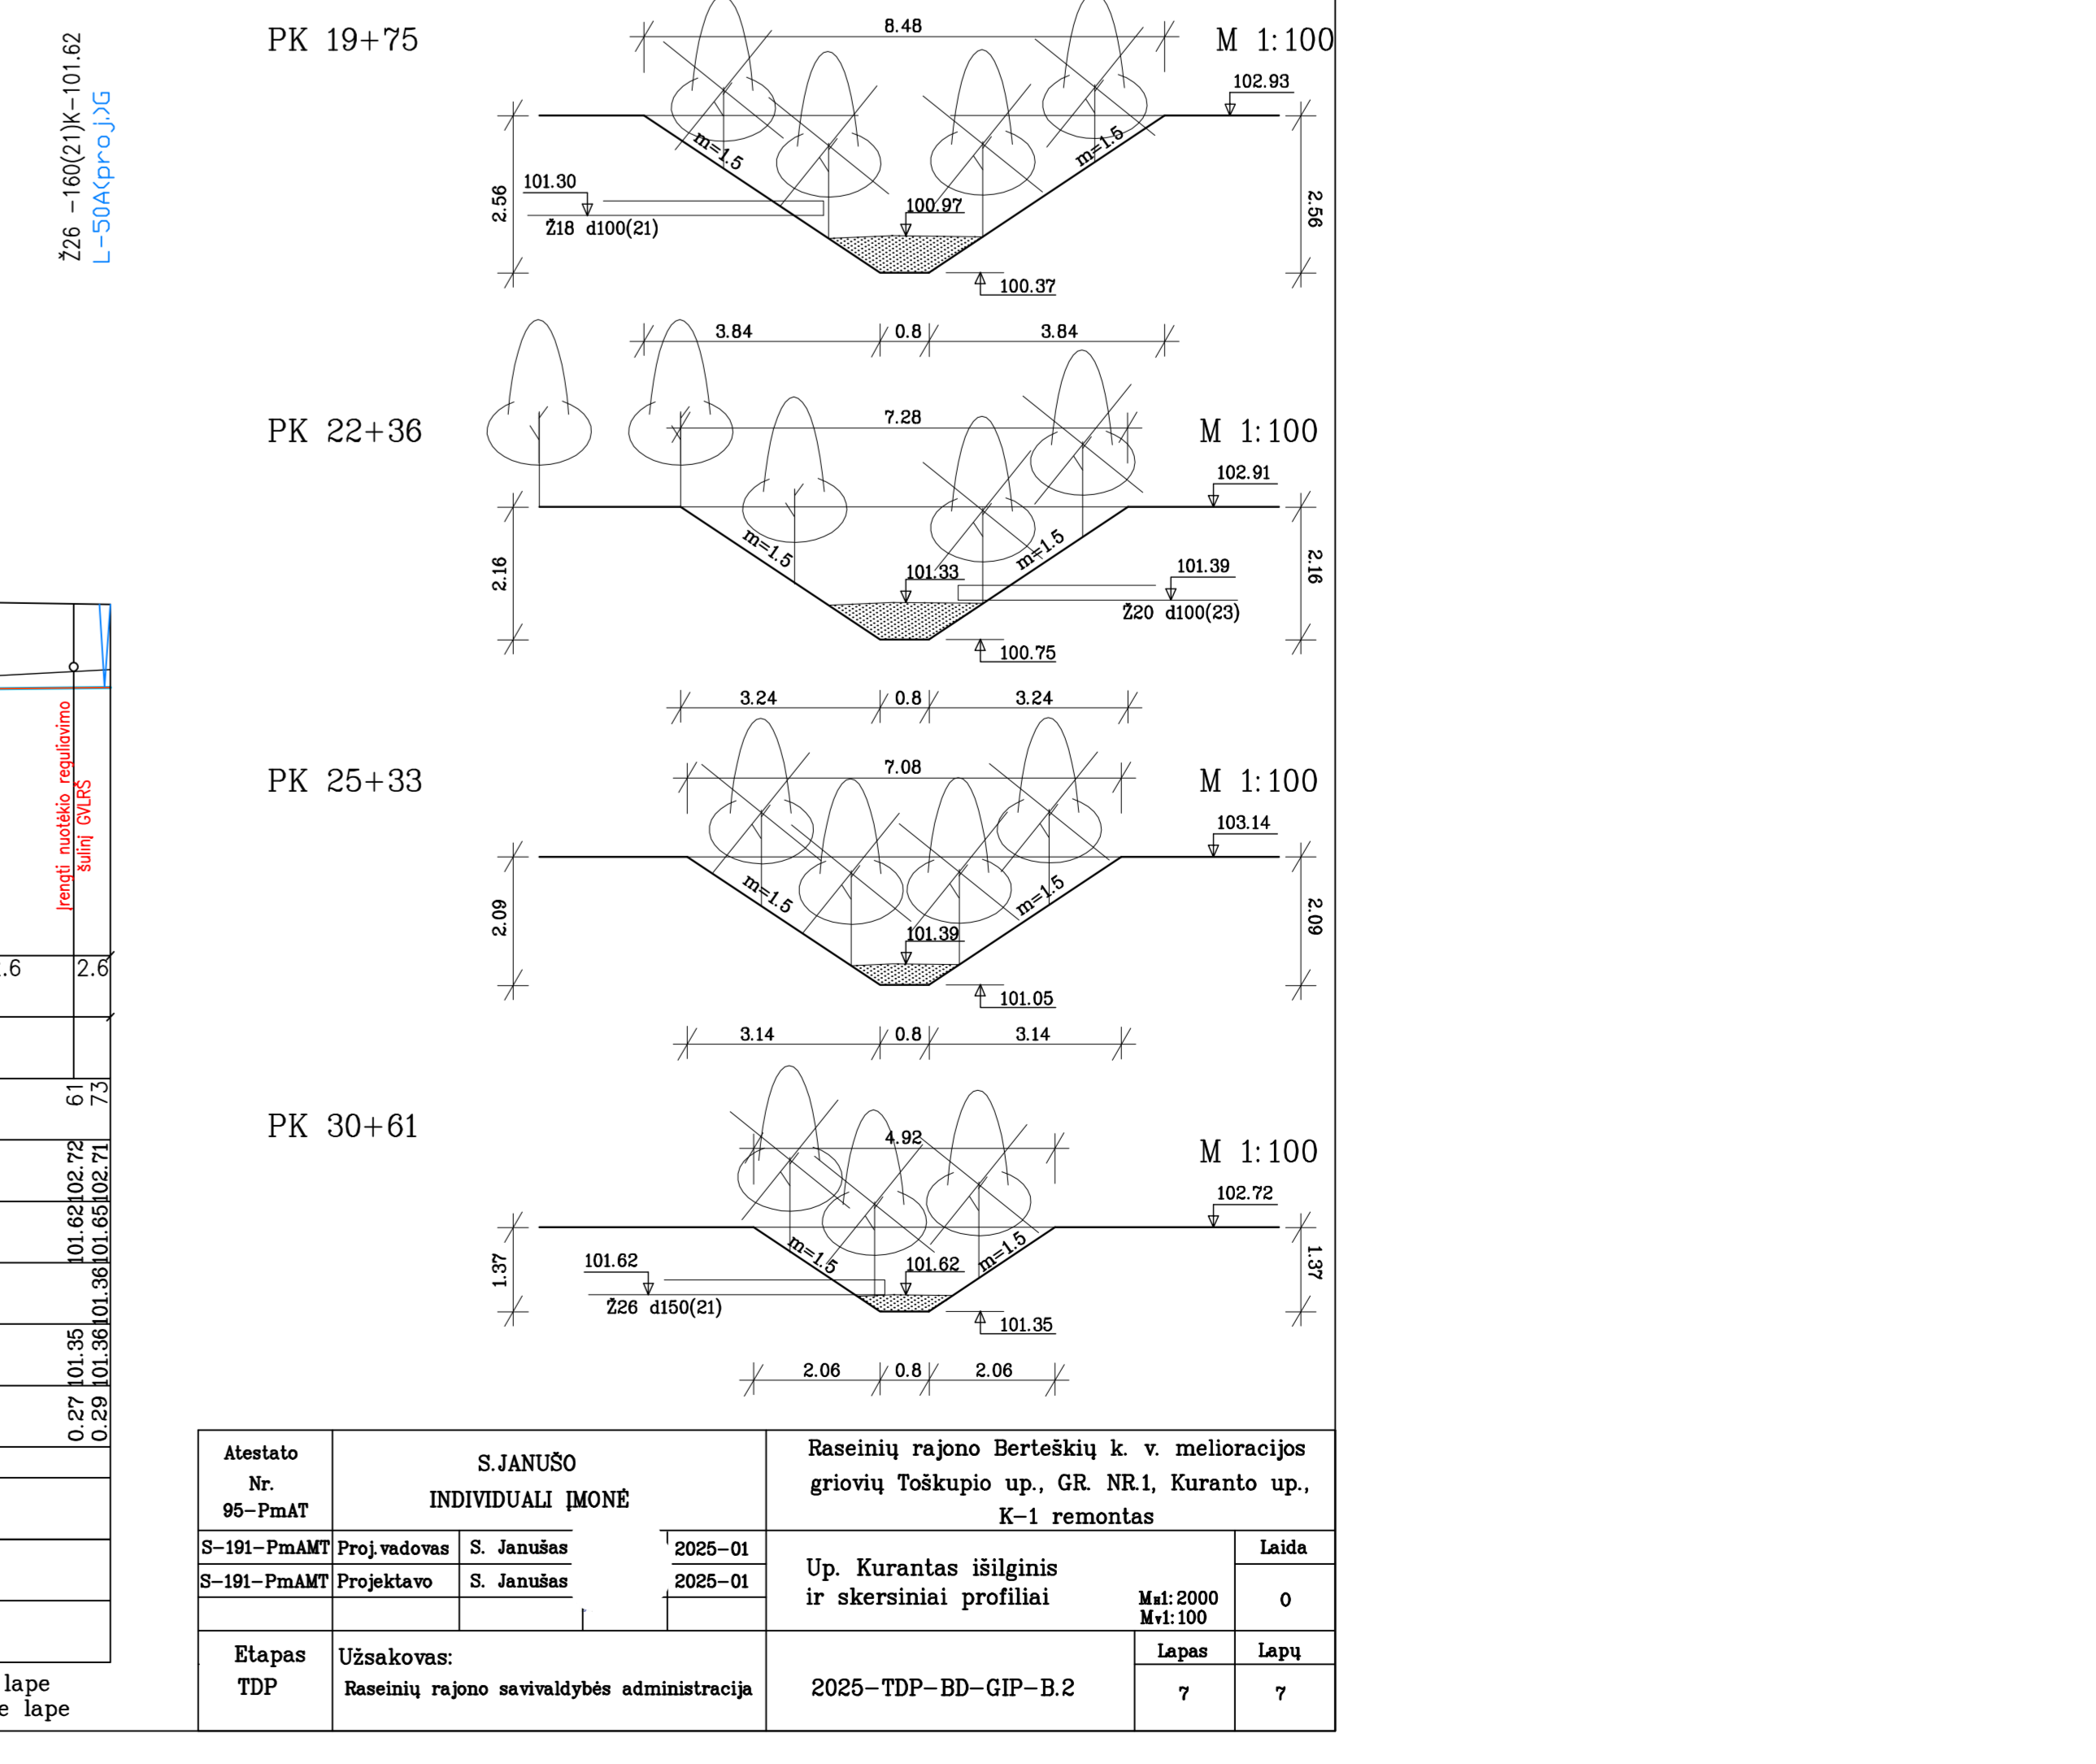 Ž26 -160(21)K-101.62
L-50A(proj.)G
Įrengti nuotėkio reguliavimo
šulinį GVLRŠ
.6
2.6
61
73
102.72
102.71
101.62
101.65
101.36
101.35
101.36
0.27
0.29
lape
e lape
PK 19+75
8.48
M 1:100
102.93
m=1.5
m=1.5
101.30
2.56
2.56
100.97
Ž18 d100(21)
100.37
3.84
0.8
3.84
PK 22+36
7.28
M 1:100
102.91
m=1.5
m=1.5
2.16
2.16
101.33
101.39
Ž20 d100(23)
100.75
3.24
0.8
3.24
PK 25+33
7.08
M 1:100
103.14
m=1.5
m=1.5
2.09
2.09
101.39
101.05
3.14
0.8
3.14
PK 30+61
4.92
M 1:100
102.72
m=1.5
m=1.5
1.37
1.37
101.62
101.62
Ž26 d150(21)
101.35
2.06
0.8
2.06
Atestato
Nr.
95-PmAT
S.JANUŠO
INDIVIDUALI ĮMONĖ
Raseinių rajono Berteškių k. v. melioracijos
griovių Toškupio up., GR. NR.1, Kuranto up.,
K-1 remontas
S-191-PmAMT Proj.vadovas S. Janušas 2025-01
S-191-PmAMT Projektavo S. Janušas 2025-01
Up. Kurantas išilginis
ir skersiniai profiliai
Mн1:2000
Mv1:100
Laida
0
Etapas
TDP
Užsakovas:
Raseinių rajono savivaldybės administracija
2025-TDP-BD-GIP-B.2
Lapas
7
Lapų
7